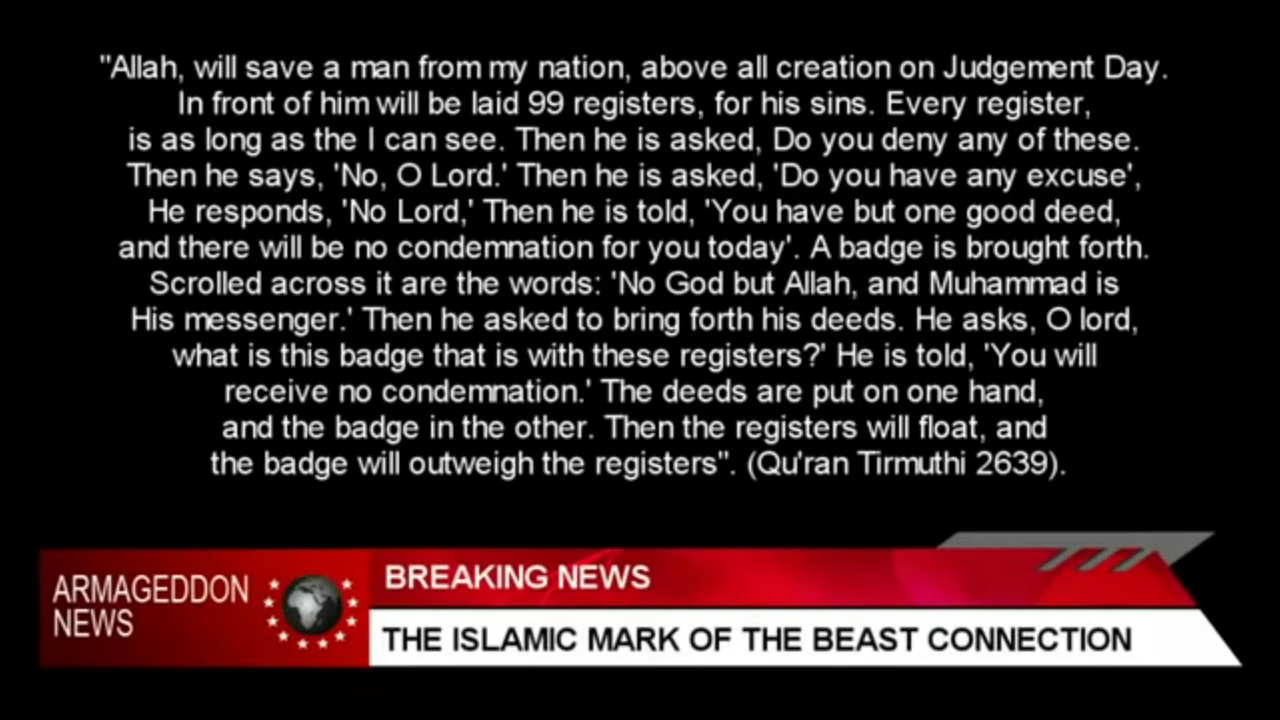 "Allah, will save a man from my nation, above all creation on Judgement Day.
In front of him will be laid 99 registers, for his sins. Every register,
is as long as the I can see. Then he is asked, Do you deny any of these.
Then he says, 'No, O Lord.' Then he is asked, 'Do you have any excuse',
He responds, 'No Lord,' Then he is told, 'You have but one good deed,
and there will be no condemnation for you today'. A badge is brought forth.
Scrolled across it are the words: 'No God but Allah, and Muhammad is
His messenger.' Then he asked to bring forth his deeds. He asks, O lord,
what is this badge that is with these registers?' He is told, 'You will
receive no condemnation.' The deeds are put on one hand,
and the badge in the other. Then the registers will float, and
the badge will outweigh the registers". (Qu'ran Tirmuthi 2639).
ARMAGEDDON
NEWS
BREAKING NEWS
THE ISLAMIC MARK OF THE BEAST CONNECTION